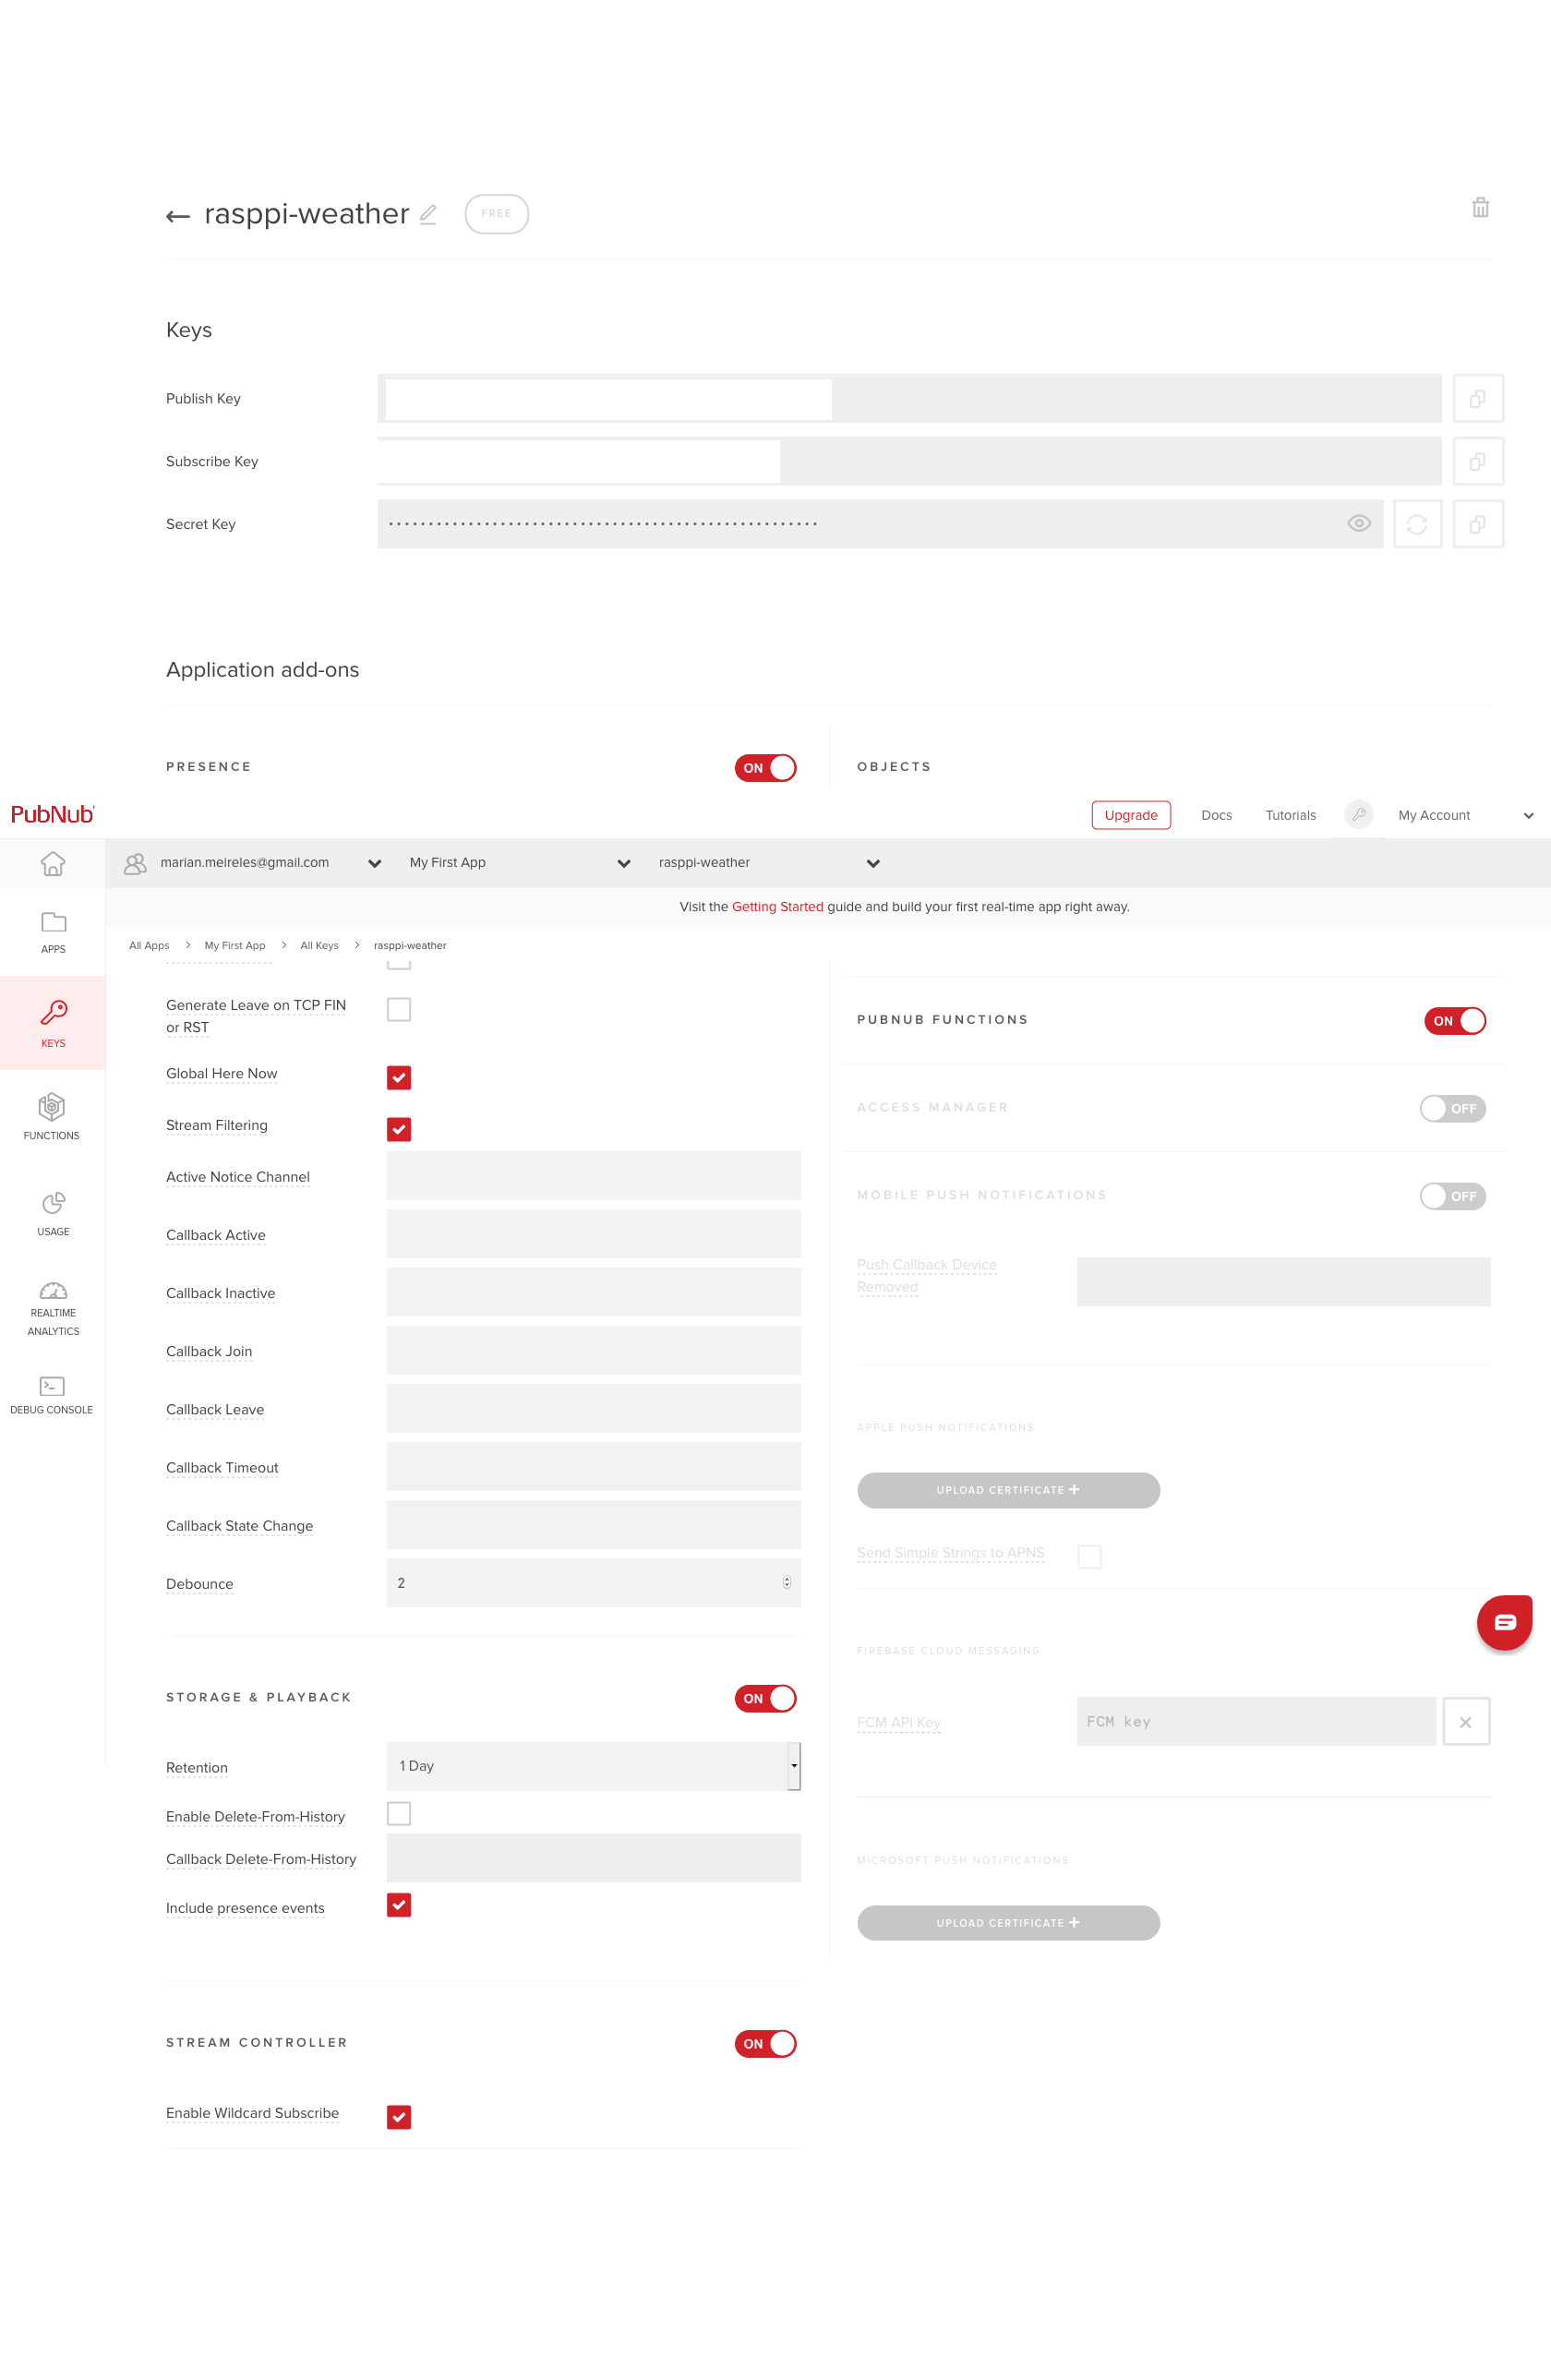 rasppi-weather
FREE
Keys
Publish Key
Subscribe Key
Secret Key
Application add-ons
PRESENCE
ON
OBJECTS
PubNub
Upgrade
Docs
Tutorials
My Account
marian.meireles@gmail.com
My First App
rasppi-weather
Visit the Getting Started guide and build your first real-time app right away.
All Apps > My First App > All Keys > rasppi-weather
APPS
KEYS
FUNCTIONS
USAGE
REALTIME
ANALYTICS
DEBUG CONSOLE
Generate Leave on TCP FIN
or RST
Global Here Now
Stream Filtering
Active Notice Channel
Callback Active
Callback Inactive
Callback Join
Callback Leave
Callback Timeout
Callback State Change
Debounce
2
STORAGE & PLAYBACK
ON
Retention
1 Day
Enable Delete-From-History
Callback Delete-From-History
Include presence events
STREAM CONTROLLER
ON
Enable Wildcard Subscribe
PUBNUB FUNCTIONS
ON
ACCESS MANAGER
OFF
MOBILE PUSH NOTIFICATIONS
OFF
Push Callback Device
Removed
APPLE PUSH NOTIFICATIONS
UPLOAD CERTIFICATE +
Send Simple Strings to APNS
FIREBASE CLOUD MESSAGING
FCM API Key
FCM key
MICROSOFT PUSH NOTIFICATIONS
UPLOAD CERTIFICATE +